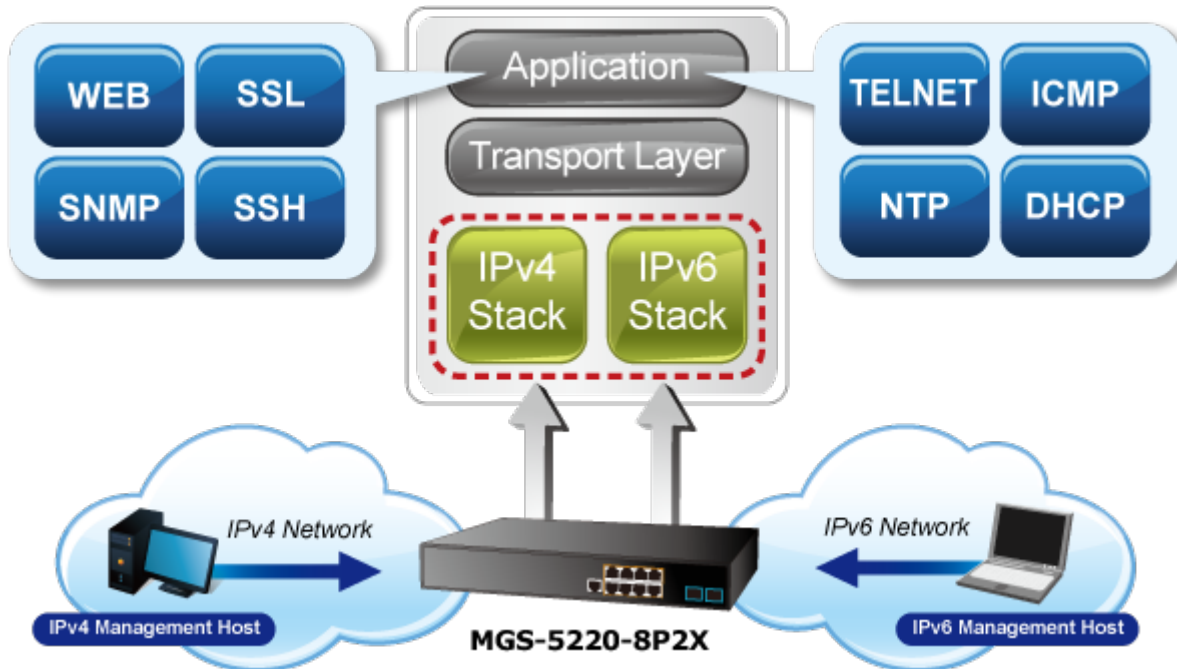 WEB
SSL
SNMP
SSH
Application
Transport Layer
IPv4
Stack
IPv6
Stack
TELNET
ICMP
NTP
DHCP
IPv4 Network
IPv6 Network
IPv4 Management Host
MGS-5220-8P2X
IPv6 Management Host